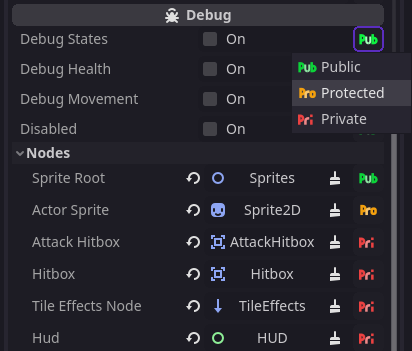 Debug
Debug States On Pub
Debug Health On Pub Public
Debug Movement On Pro Protected
Disabled On Pri Private
Nodes
Sprite Root Sprites Pub
Actor Sprite Sprite2D Pro
Attack Hitbox AttackHitbox Pri
Hitbox Hitbox Pri
Tile Effects Node TileEffects Pri
Hud HUD Pri